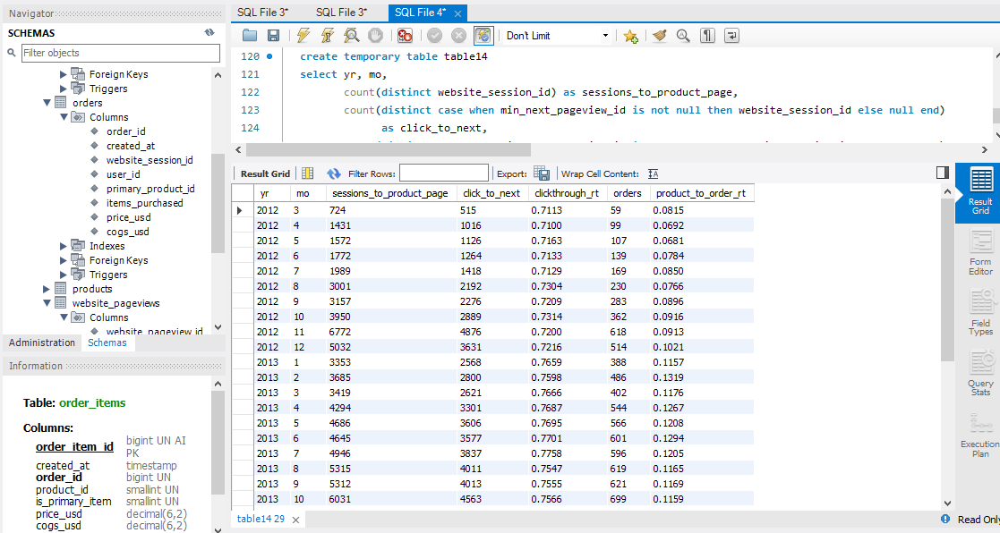 Navigator
SCHEMAS
Filter objects
Foreign Keys
Triggers
orders
Columns
order_id
created_at
website_session_id
user_id
primary_product_id
items_purchased
price_usd
cogs_usd
Indexes
Foreign Keys
Triggers
products
website_pageviews
Columns
website_pageview_id
Administration Schemas
Information
Table: order_items
Columns:
order_item_id bigint UN AI PK
created_at timestamp
order_id bigint UN
product_id smallint UN
is_primary_item smallint UN
price_usd decimal(6,2)
cogs_usd decimal(6,2)
SQL File 3* SQL File 3* SQL File 4*
Don't Limit
120 create temporary table table14
121 select yr, mo,
122 count(distinct website_session_id) as sessions_to_product_page,
123 count(distinct case when min_next_pageview_id is not null then website_session_id else null end)
124 as click_to_next,
Result Grid Filter Rows: Export: Wrap Cell Content:
yr mo sessions_to_product_page click_to_next clickthrough_rt orders product_to_order_rt
2012 3 724 515 0.7113 59 0.0815
2012 4 1431 1016 0.7100 99 0.0692
2012 5 1572 1126 0.7163 107 0.0681
2012 6 1772 1264 0.7133 139 0.0784
2012 7 1989 1418 0.7129 169 0.0850
2012 8 3001 2192 0.7304 230 0.0766
2012 9 3157 2276 0.7209 283 0.0896
2012 10 3950 2889 0.7314 362 0.0916
2012 11 6772 4876 0.7200 618 0.0913
2012 12 5032 3631 0.7216 514 0.1021
2013 1 3353 2568 0.7659 388 0.1157
2013 2 3685 2800 0.7598 486 0.1319
2013 3 3419 2621 0.7666 402 0.1176
2013 4 4294 3301 0.7687 544 0.1267
2013 5 4686 3606 0.7695 566 0.1208
2013 6 4645 3577 0.7701 601 0.1294
2013 7 4946 3837 0.7758 596 0.1205
2013 8 5315 4011 0.7547 619 0.1165
2013 9 5312 4013 0.7555 621 0.1169
2013 10 6031 4563 0.7566 699 0.1159
Result
Grid
Form
Editor
Field
Types
Query
Stats
Execution
Plan
table14 29
Read Only